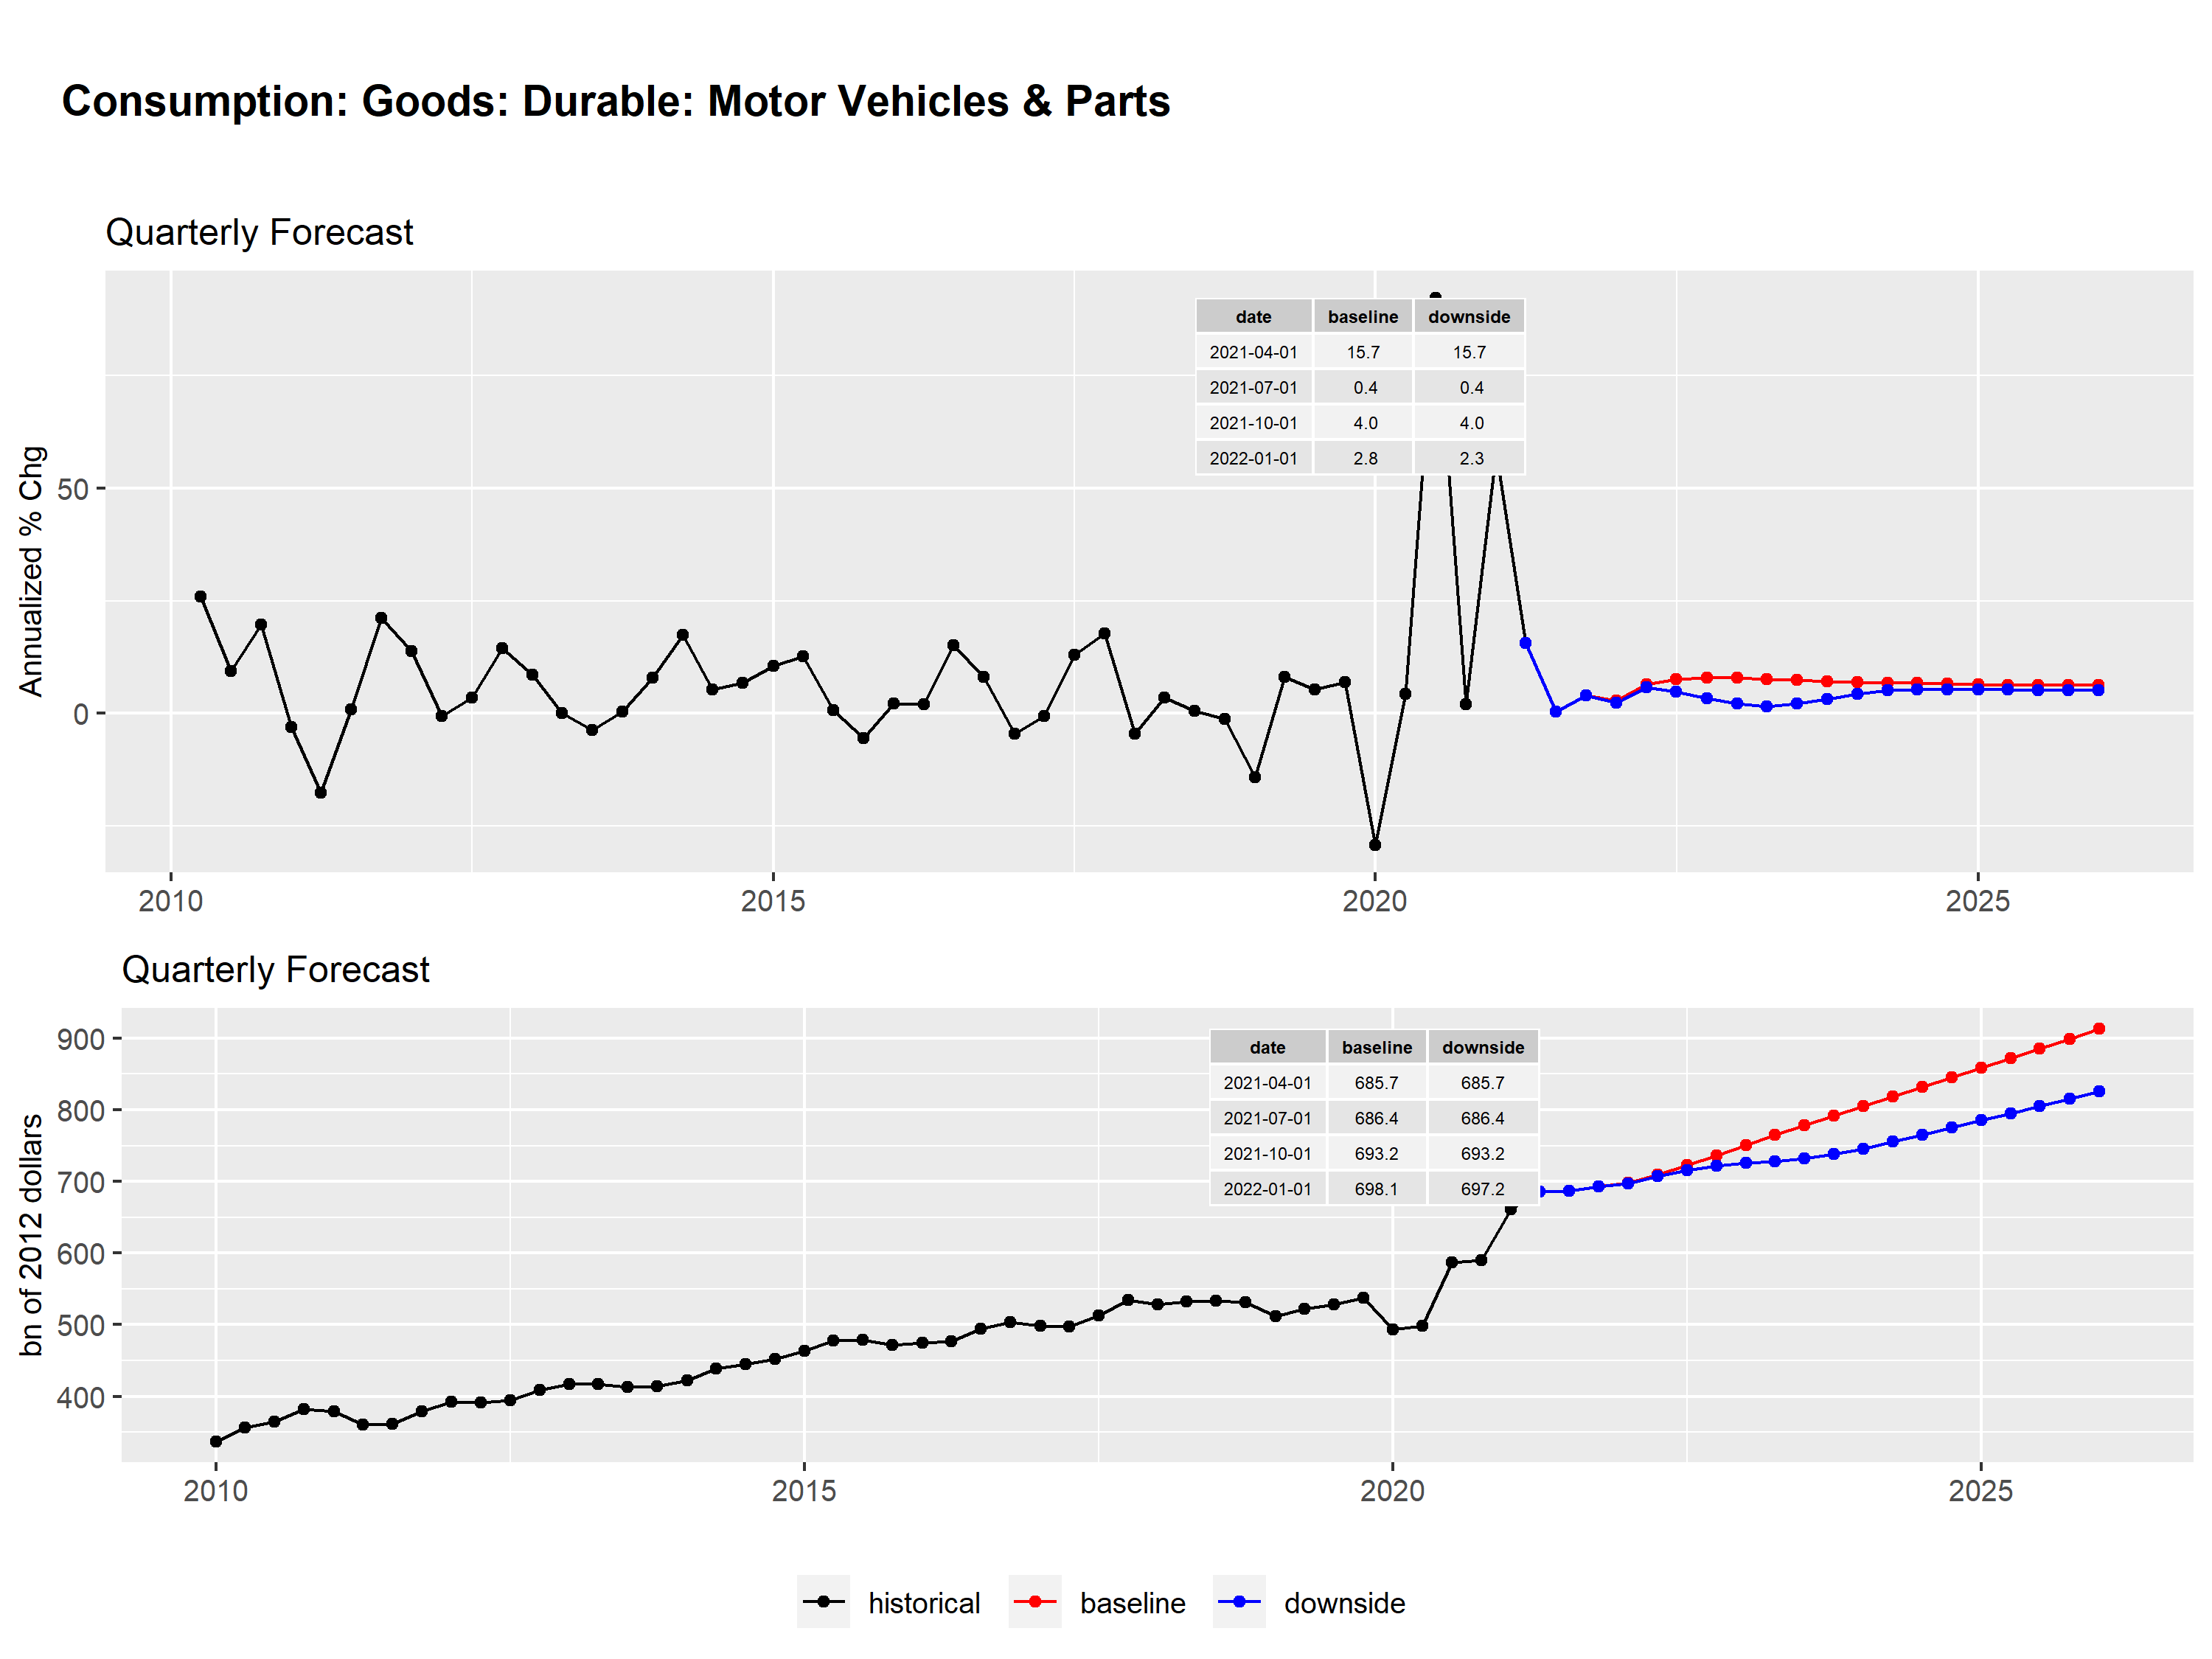 Consumption: Goods: Durable: Motor Vehicles & Parts
Quarterly Forecast
Annualized % Chg
50
0
date baseline downside
2021-04-01 15.7 15.7
2021-07-01 0.4 0.4
2021-10-01 4.0 4.0
2022-01-01 2.8 2.3
2010 2015 2020 2025
Quarterly Forecast
bn of 2012 dollars
900
800
700
600
500
400
date baseline downside
2021-04-01 685.7 685.7
2021-07-01 686.4 686.4
2021-10-01 693.2 693.2
2022-01-01 698.1 697.2
2010 2015 2020 2025
historical baseline downside